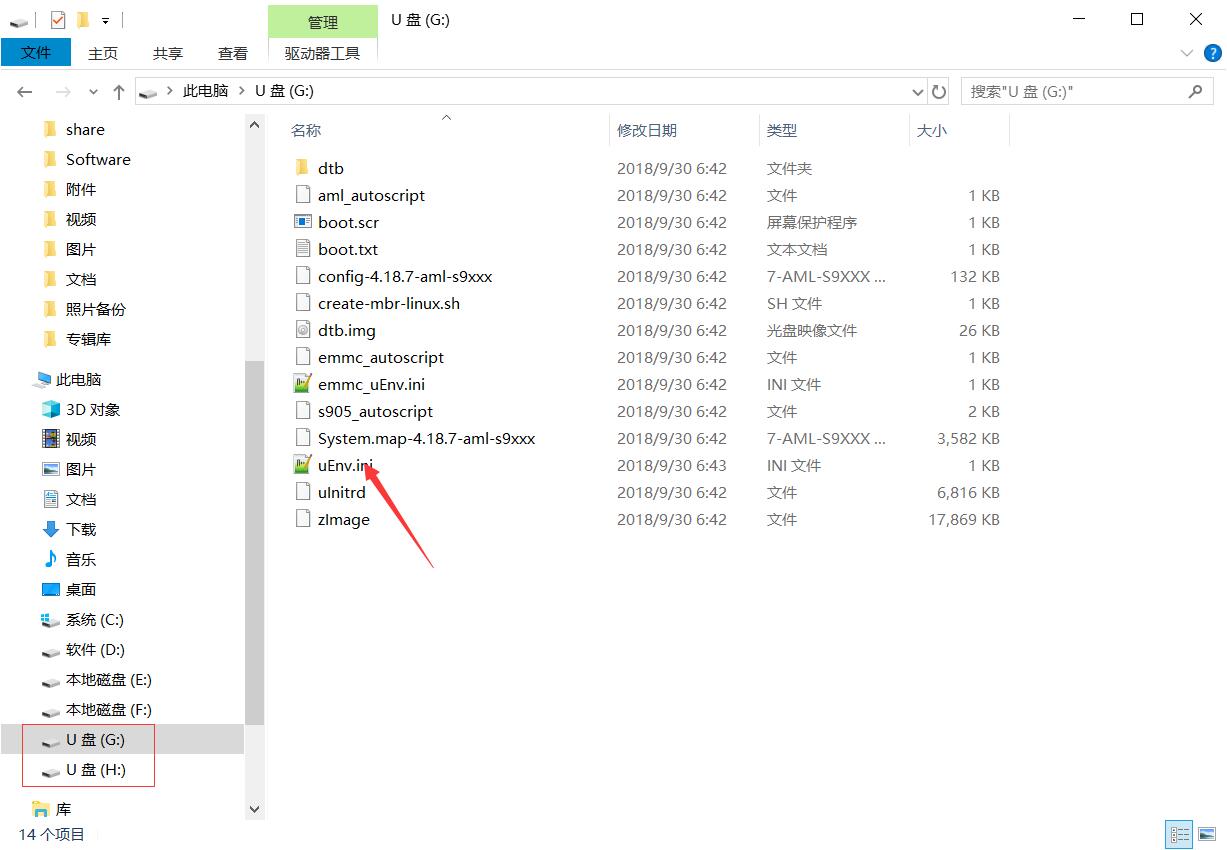 管理
U 盘 (G:)
文件
主页
共享
查看
驱动器工具
此电脑
U 盘 (G:)
搜索"U 盘 (G:)"
share
Software
附件
视频
图片
文档
照片备份
专辑库
此电脑
3D 对象
视频
图片
文档
下载
音乐
桌面
系统 (C:)
软件 (D:)
本地磁盘 (E:)
本地磁盘 (F:)
U 盘 (G:)
U 盘 (H:)
库
名称 修改日期 类型 大小
dtb 2018/9/30 6:42 文件夹
aml_autoscript 2018/9/30 6:42 文件 1 KB
boot.scr 2018/9/30 6:42 屏幕保护程序 1 KB
boot.txt 2018/9/30 6:42 文本文档 1 KB
config-4.18.7-aml-s9xxx 2018/9/30 6:42 7-AML-S9XXX ... 132 KB
create-mbr-linux.sh 2018/9/30 6:42 SH 文件 1 KB
dtb.img 2018/9/30 6:42 光盘映像文件 26 KB
emmc_autoscript 2018/9/30 6:42 文件 1 KB
emmc_uEnv.ini 2018/9/30 6:42 INI 文件 1 KB
s905_autoscript 2018/9/30 6:42 文件 2 KB
System.map-4.18.7-aml-s9xxx 2018/9/30 6:42 7-AML-S9XXX ... 3,582 KB
uEnv.ini 2018/9/30 6:43 INI 文件 1 KB
uInitrd 2018/9/30 6:42 文件 6,816 KB
zImage 2018/9/30 6:42 文件 17,869 KB
14 个项目